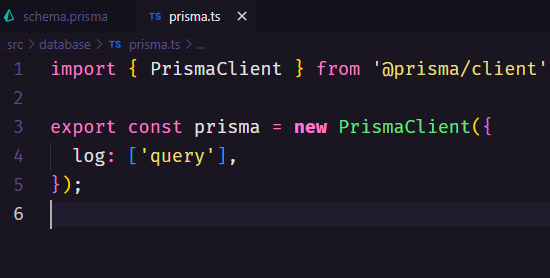 schema.prisma TS prisma.ts ×
src > database > TS prisma.ts > ...
1 import { PrismaClient } from '@prisma/client'
2
3 export const prisma = new PrismaClient({
4 log: ['query'],
5 });
6